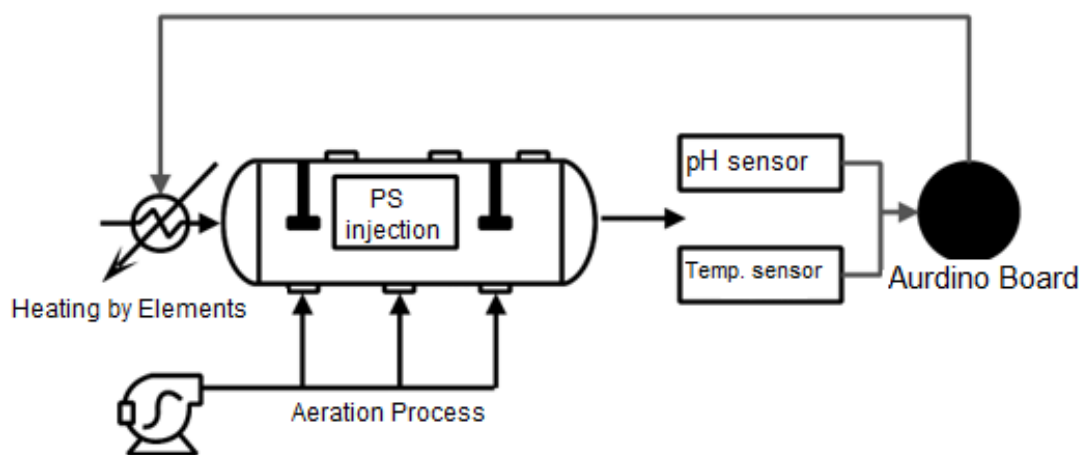 pH sensor
PS
injection
Temp. sensor
Aurdino Board
Heating by Elements
Aeration Process